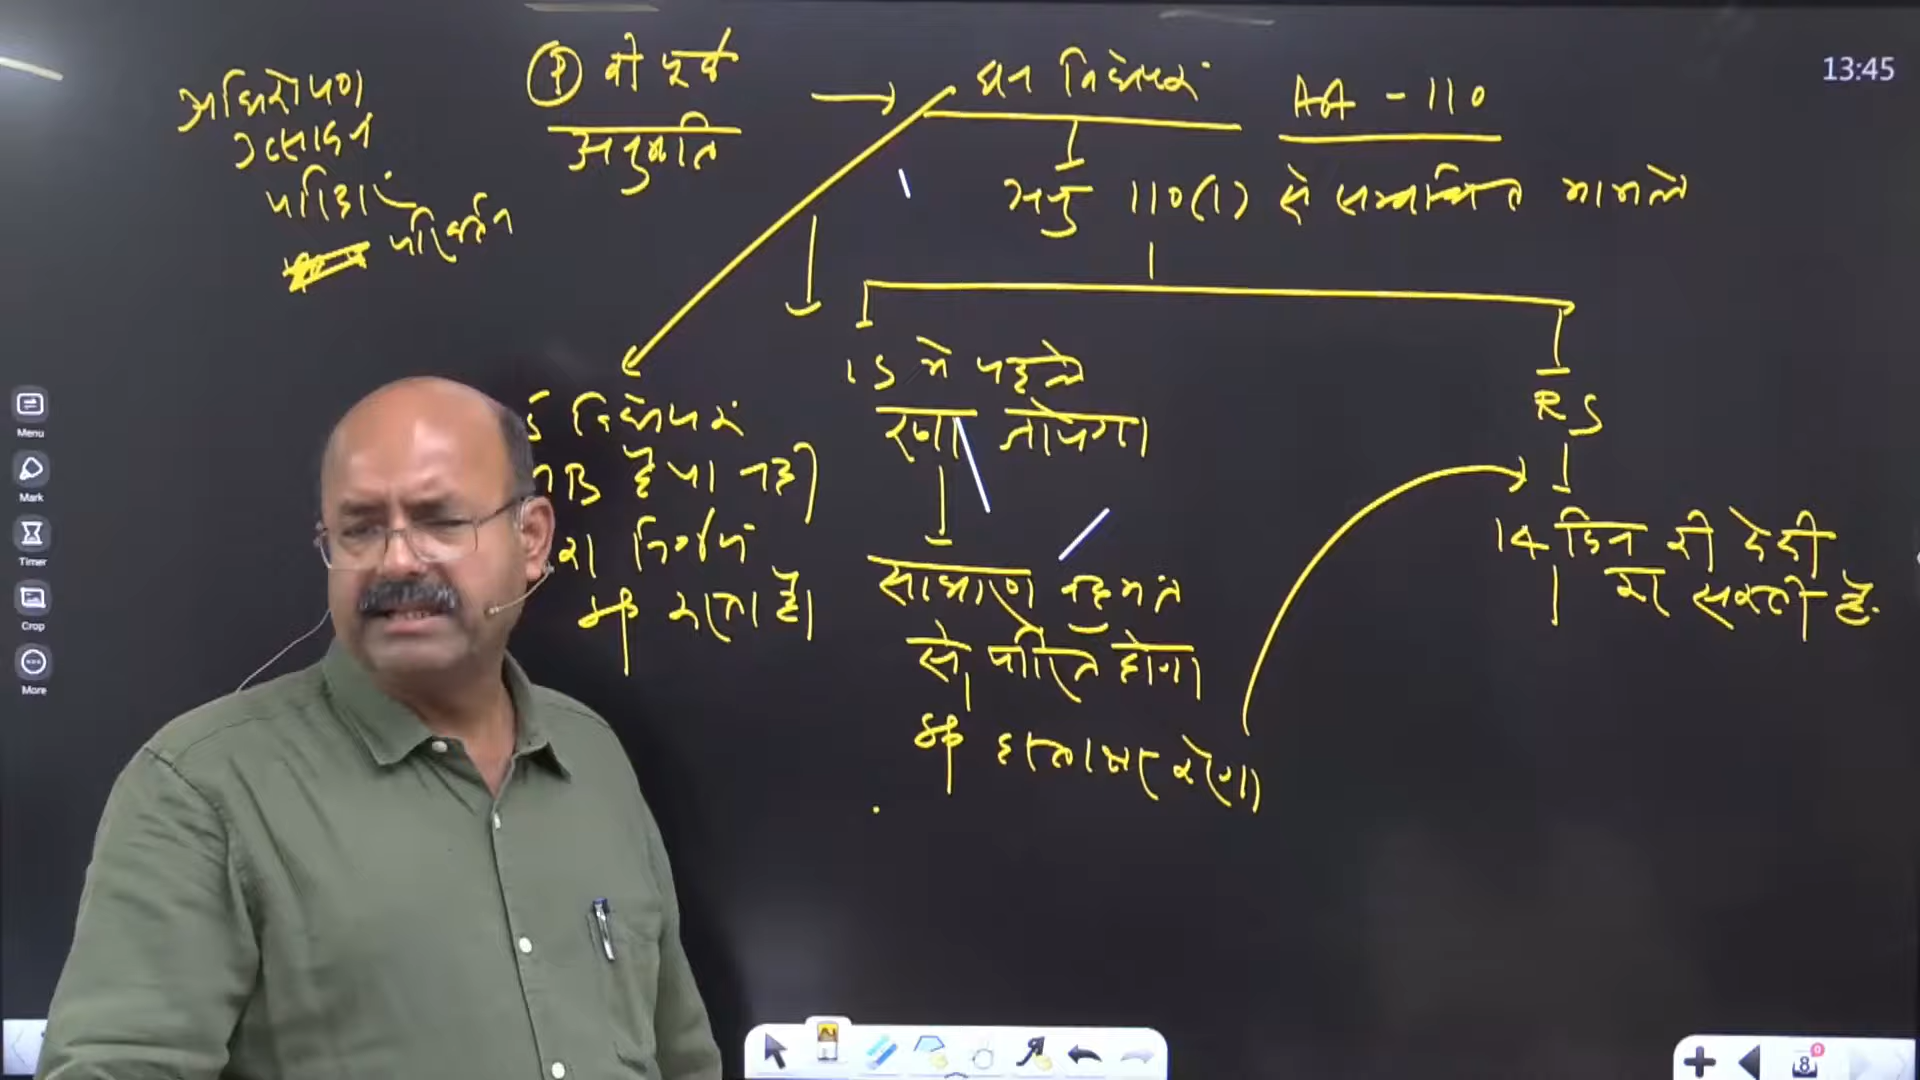 13:45
अधिरोपण
उत्सादन
परिहार
परिवर्तन
P की पूर्व
अनुमति
धन विधेयक
AA - 110
अनु 110(1) से सम्बन्धित मामले
LS मे पहले
रखा जायेगा
साधारण बहुमत
से पारित होगा
हस्ताक्षर करेगा
RS
14 दिन की देरी
कर सकती है.
विधेयक
MB है या नही
का निर्णय
करता है।
Menu
Mark
Timer
Crop
More
8